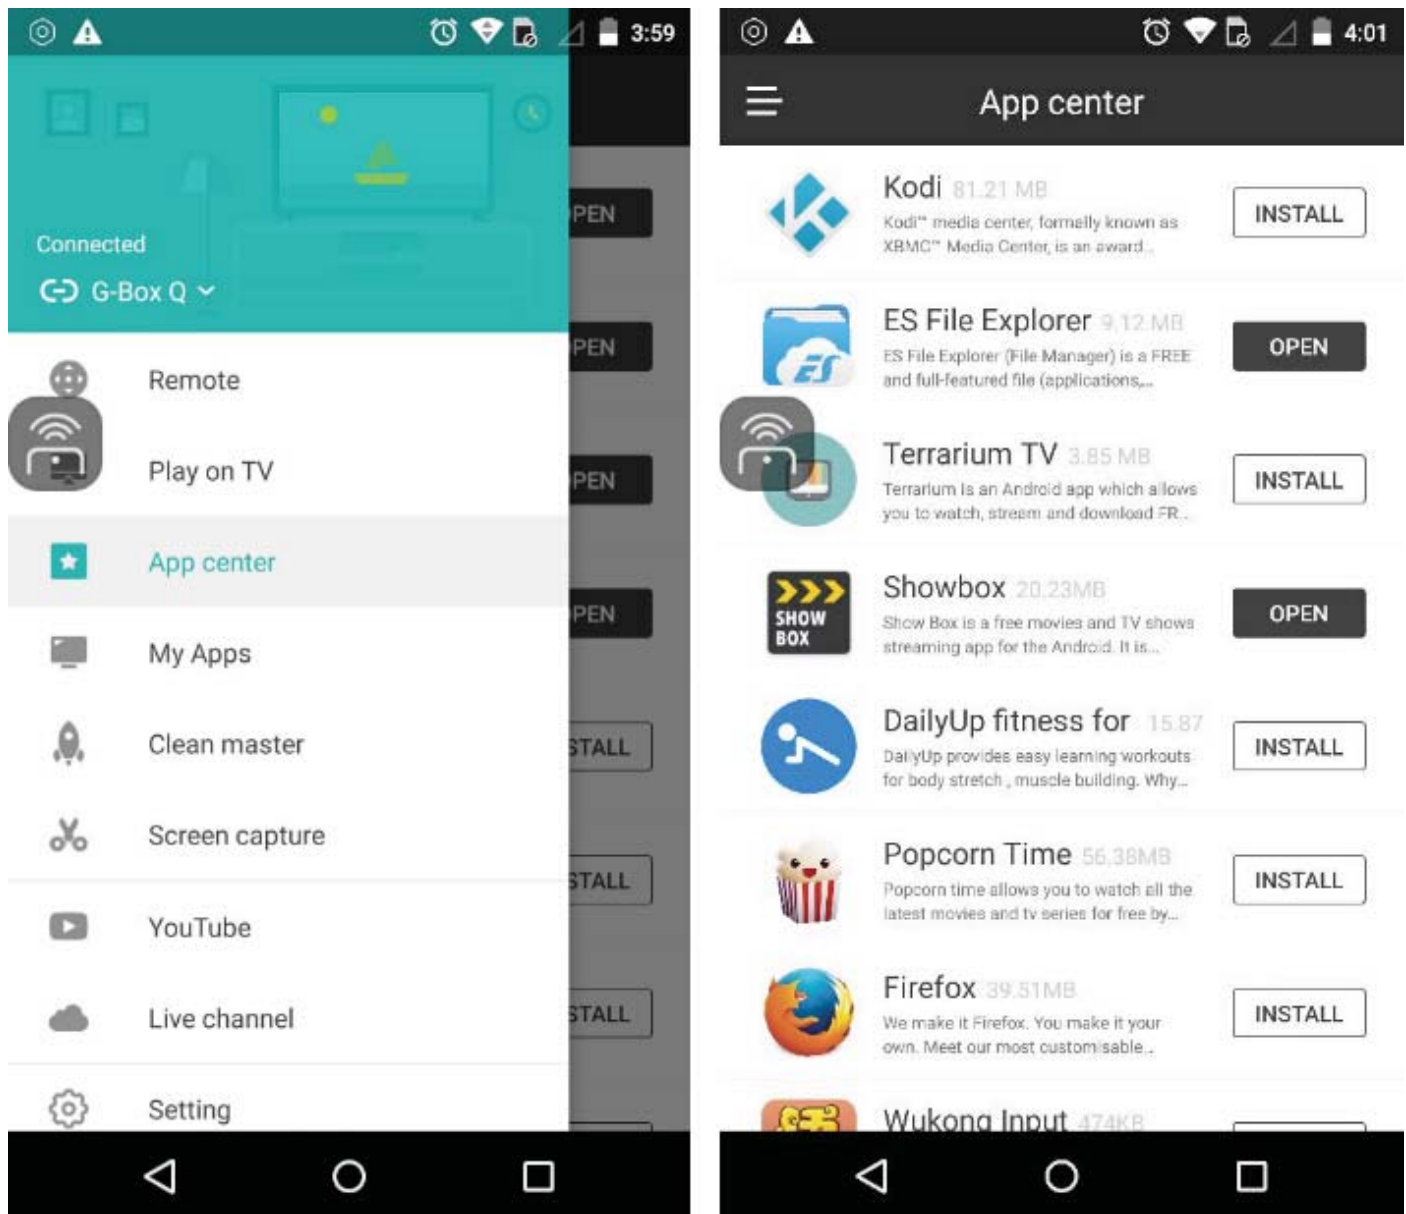 3:59
Connected
G-Box Q
Remote
Play on TV
App center
My Apps
Clean master
Screen capture
YouTube
Live channel
Setting
PEN
PEN
PEN
PEN
STALL
STALL
STALL
4:01
App center
Kodi 81.21 MB
Kodi™ media center, formally known as
XBMC™ Media Center, is an award...
INSTALL
ES File Explorer 9.12 MB
ES File Explorer (File Manager) is a FREE
and full-featured file (applications,...
OPEN
Terrarium TV 3.85 MB
Terrarium is an Android app which allows
you to watch, stream and download FR...
INSTALL
SHOW
BOX
Showbox 20.23MB
Show Box is a free movies and TV shows
streaming app for the Android. It is...
OPEN
DailyUp fitness for 15.87
DailyUp provides easy learning workouts
for body stretch , muscle building. Why...
INSTALL
Popcorn Time 56.38MB
Popcorn time allows you to watch all the
latest movies and tv series for free by...
INSTALL
Firefox 39.51MB
We make it Firefox. You make it your
own. Meet our most customisable...
INSTALL
Wukong Input 474KB